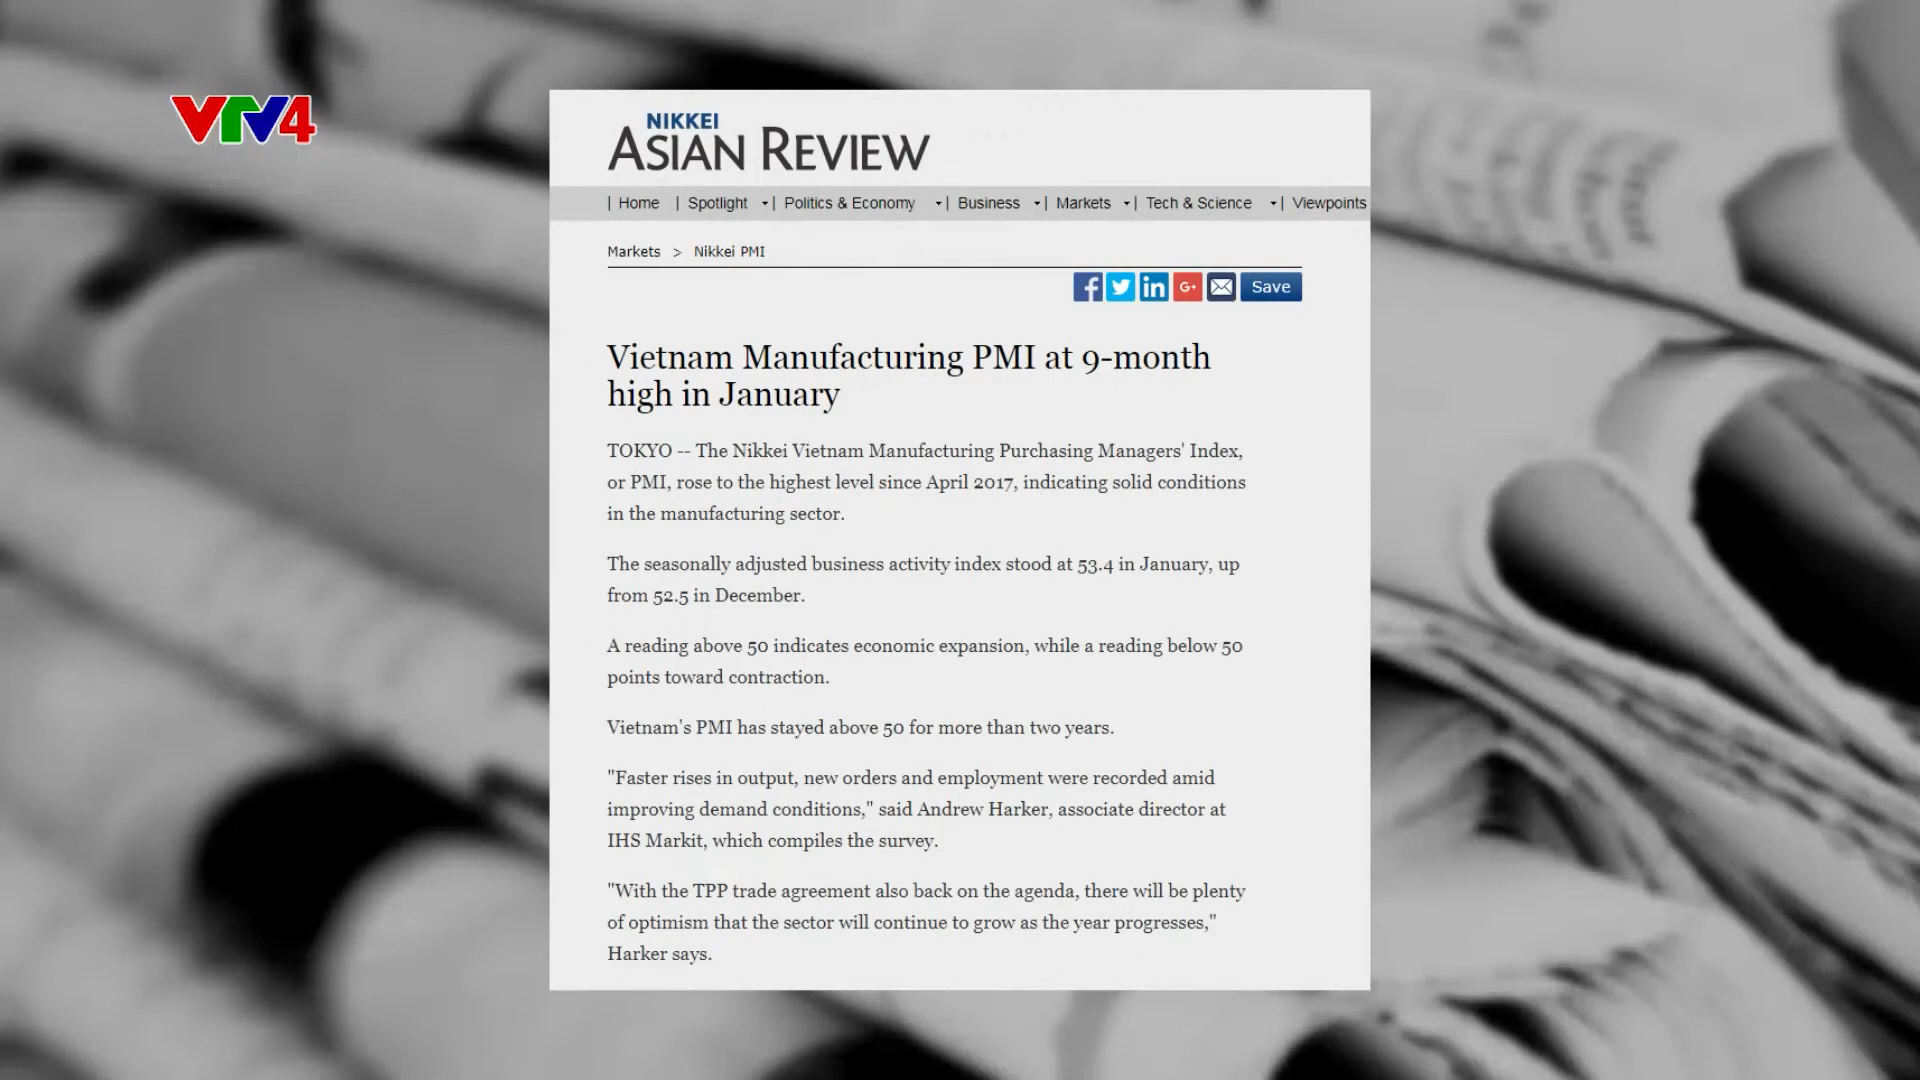 VTV4
NIKKEI
ASIAN REVIEW
| Home | Spotlight | Politics & Economy | Business | Markets | Tech & Science | Viewpoints
Markets > Nikkei PMI
Save
Vietnam Manufacturing PMI at 9-month
high in January
TOKYO -- The Nikkei Vietnam Manufacturing Purchasing Managers' Index,
or PMI, rose to the highest level since April 2017, indicating solid conditions
in the manufacturing sector.
The seasonally adjusted business activity index stood at 53.4 in January, up
from 52.5 in December.
A reading above 50 indicates economic expansion, while a reading below 50
points toward contraction.
Vietnam's PMI has stayed above 50 for more than two years.
"Faster rises in output, new orders and employment were recorded amid
improving demand conditions," said Andrew Harker, associate director at
IHS Markit, which compiles the survey.
"With the TPP trade agreement also back on the agenda, there will be plenty
of optimism that the sector will continue to grow as the year progresses,"
Harker says.